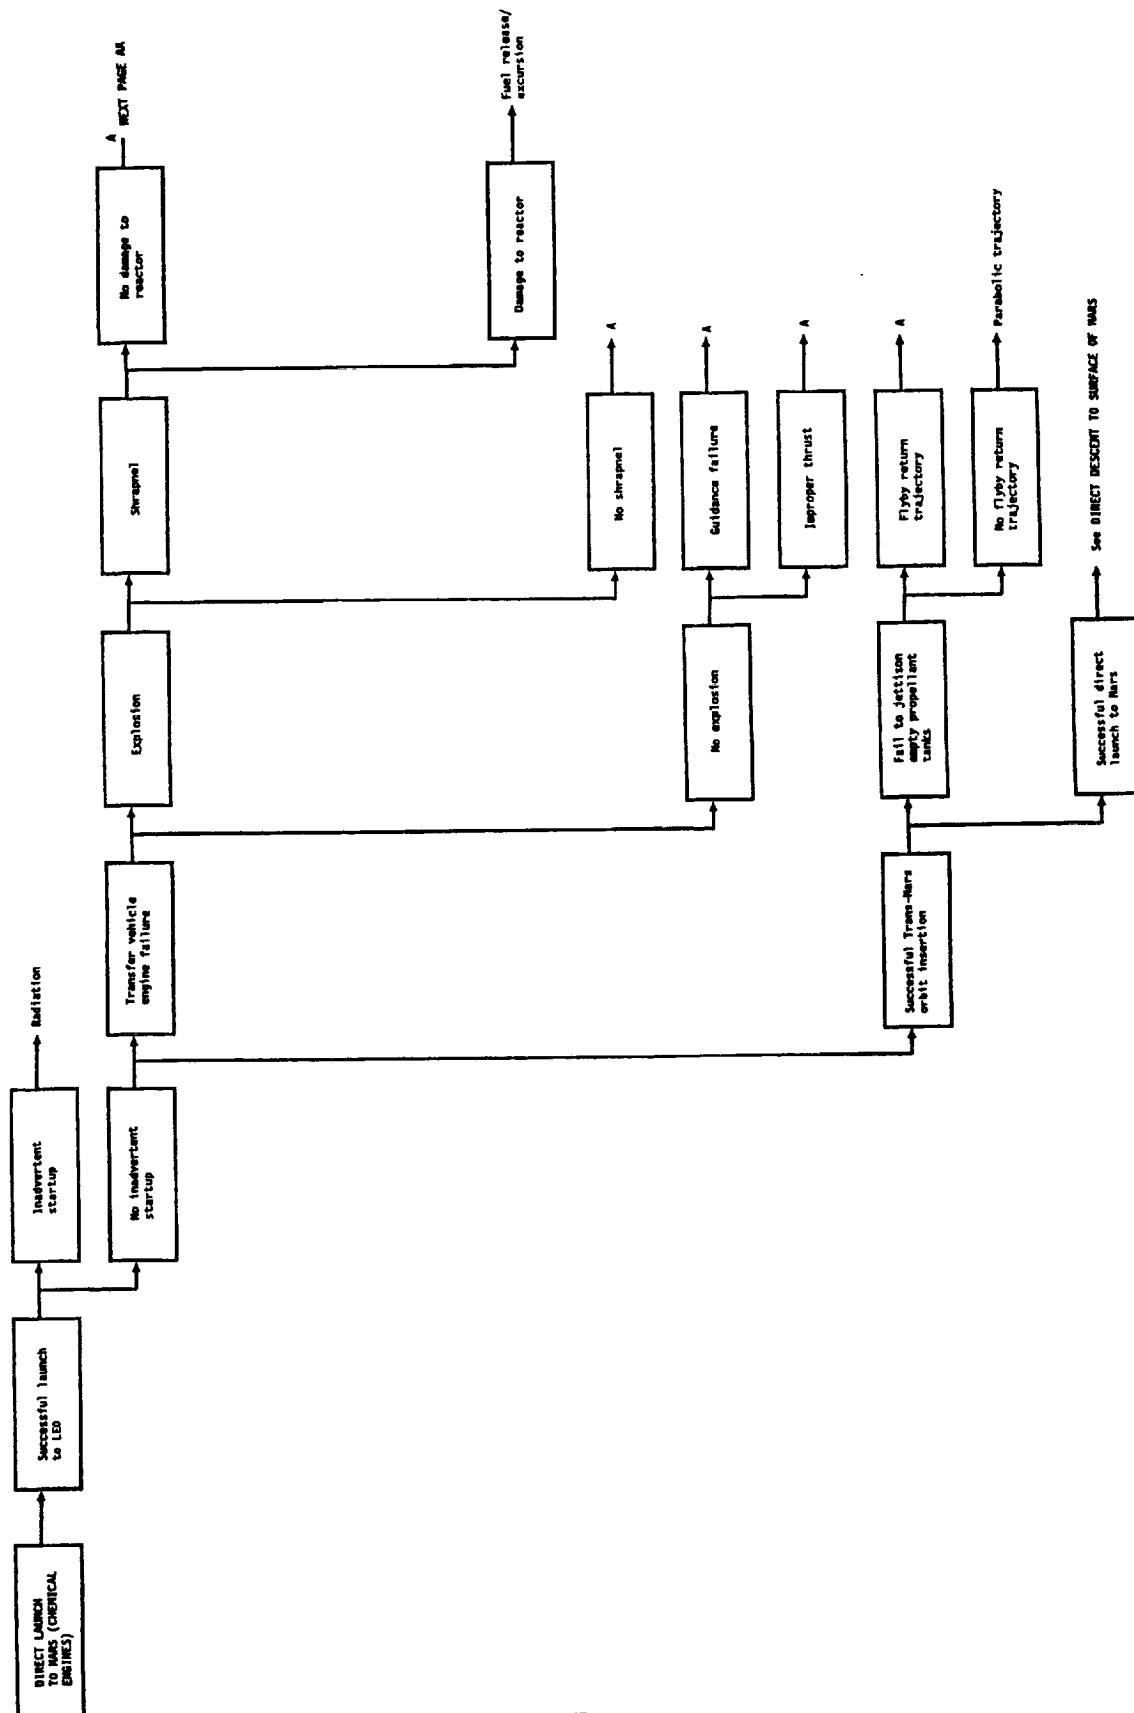 DIRECT LAUNCH
TO MARS (CHEMICAL
ENGINES)
Successful launch
to LEO
Inadvertent
startup
Radiation
No inadvertent
startup
Transfer vehicle
engine failure
Explosion
Shrapnel
No damage to
reactor
A
NEXT PAGE AA
Damage to reactor
Fuel release/
excursion
No shrapnel
A
No explosion
Guidance failure
A
Improper thrust
A
Successful Trans-Mars
orbit insertion
Fail to jettison
empty propellant
tanks
Flyby return
trajectory
A
No flyby return
trajectory
Parabolic trajectory
Successful direct
launch to Mars
See DIRECT DESCENT TO SURFACE OF MARS